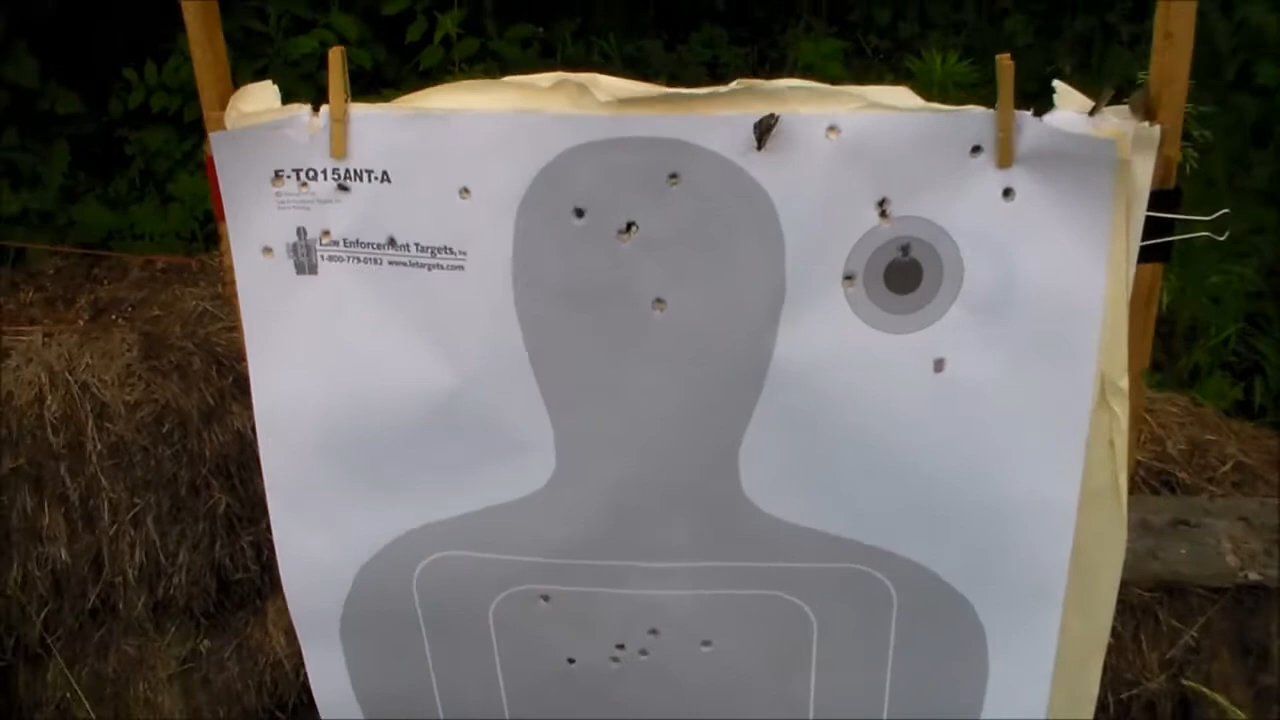 F-TQ15ANT-A
Law Enforcement Targets, Inc
1-800-779-0182 www.letargets.com